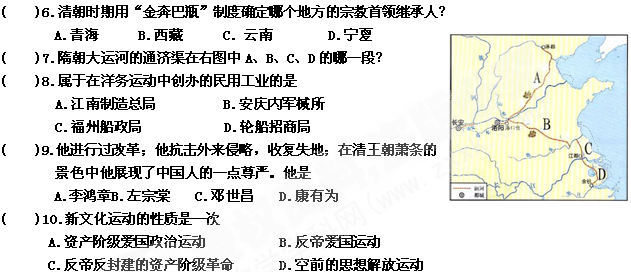 (　　)6.清朝时期用“金奔巴瓶”制度确定哪个地方的宗教首领继承人?
A.青海　B.西藏　C. 云南　D.宁夏
(　　)7.隋朝大运河的通济渠在右图中 A、B、C、D 的哪一段?
(　　)8.属于在洋务运动中创办的民用工业的是
A.江南制造总局　B.安庆内军械所
C.福州船政局　D.轮船招商局
(　　)9.他进行过改革；他抗击外来侵略，收复失地；在清王朝萧条的
景色中他展现了中国人的一点尊严。他是
A.李鸿章B.左宗棠　C.邓世昌　D.康有为
(　　)10.新文化运动的性质是一次
A.资产阶级爱国政治运动　B.反帝爱国运动
C.反帝反封建的资产阶级革命　D.空前的思想解放运动
涿郡
A
长安
洛阳
B
C
江都
D
余杭
运河
都城